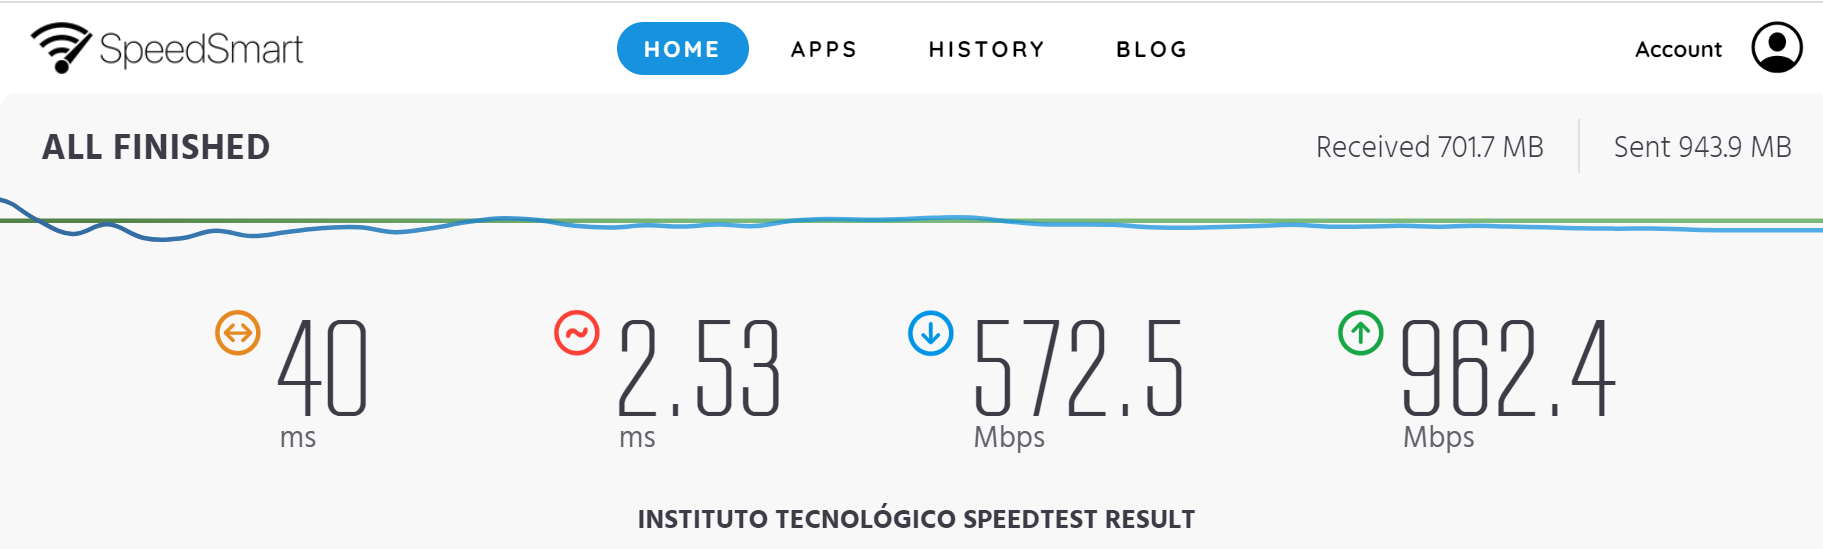 SpeedSmart HOME APPS HISTORY BLOG Account
ALL FINISHED Received 701.7 MB Sent 943.9 MB
40 2.53 572.5 962.4
ms ms Mbps Mbps
INSTITUTO TECNOLÓGICO SPEEDTEST RESULT